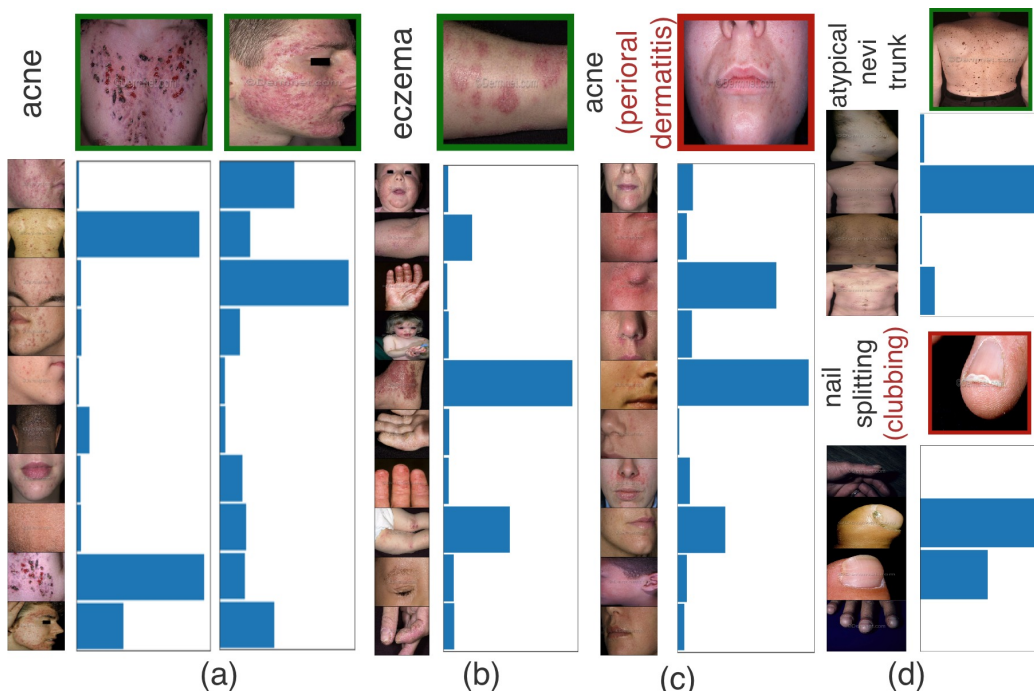 acne
eczema
acne
(perioral
dermatitis)
atypical
nevi
trunk
nail
splitting
(clubbing)
(a)
(b)
(c)
(d)